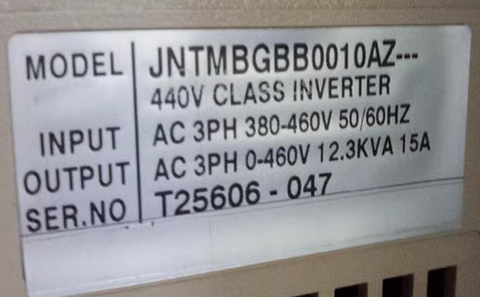 MODEL JNTMBGBB0010AZ---
440V CLASS INVERTER
INPUT AC 3PH 380-460V 50/60HZ
OUTPUT AC 3PH 0-460V 12.3KVA 15A
SER.NO T25606 - 047